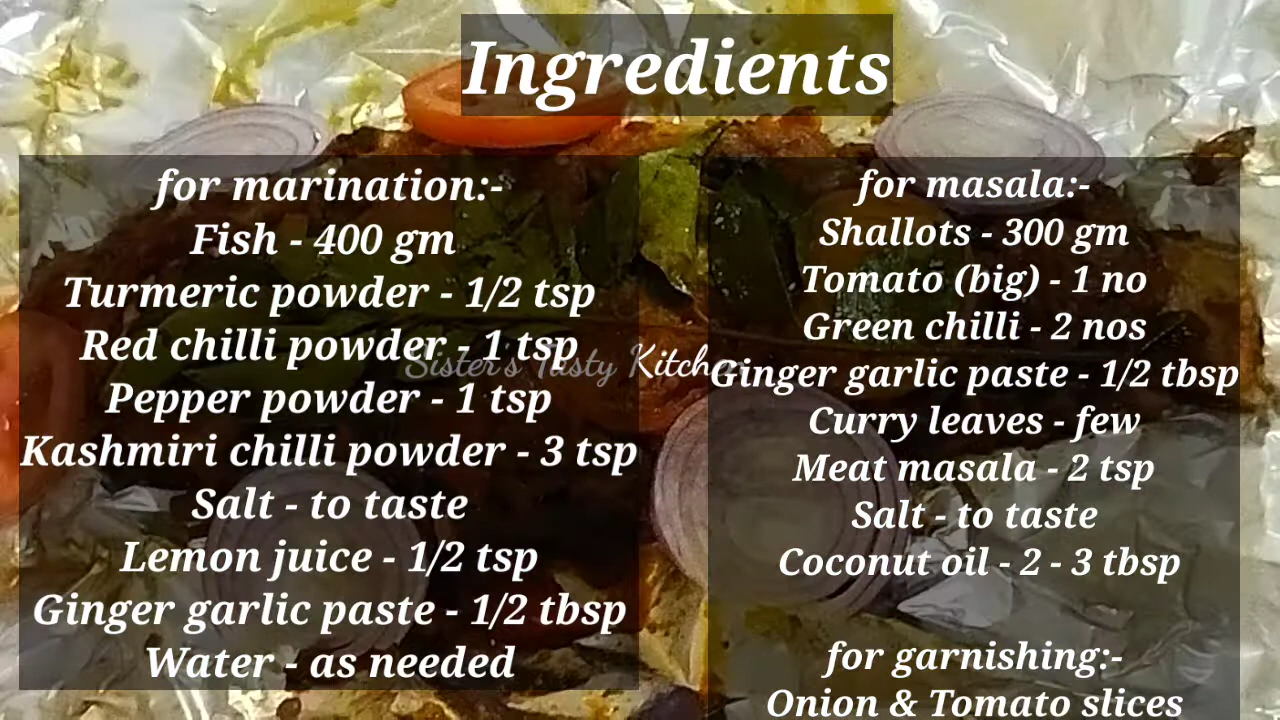 Ingredients
for marination:-
Fish - 400 gm
Turmeric powder - 1/2 tsp
Red chilli powder - 1 tsp
Pepper powder - 1 tsp
Kashmiri chilli powder - 3 tsp
Salt - to taste
Lemon juice - 1/2 tsp
Ginger garlic paste - 1/2 tbsp
Water - as needed
Sister's Tasty Kitchen
for masala:-
Shallots - 300 gm
Tomato (big) - 1 no
Green chilli - 2 nos
Ginger garlic paste - 1/2 tbsp
Curry leaves - few
Meat masala - 2 tsp
Salt - to taste
Coconut oil - 2 - 3 tbsp
for garnishing:-
Onion & Tomato slices